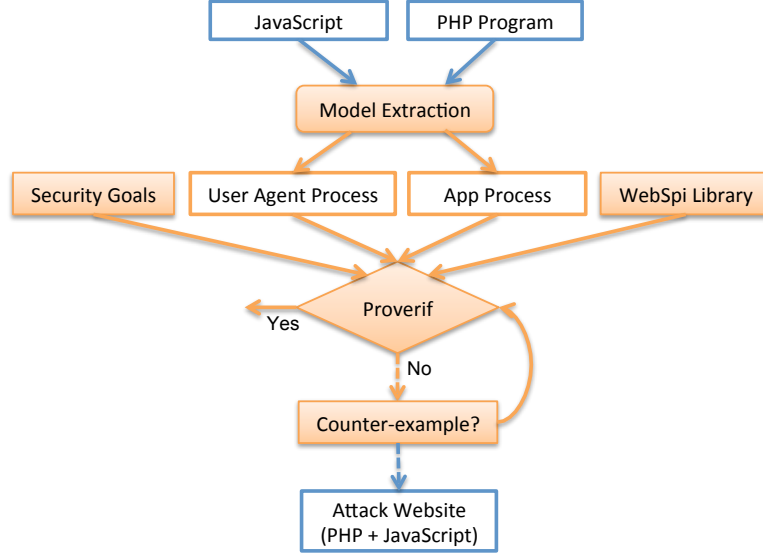 JavaScript
PHP Program
Model Extraction
Security Goals
User Agent Process
App Process
WebSpi Library
Proverif
Yes
No
Counter-example?
Attack Website
(PHP + JavaScript)